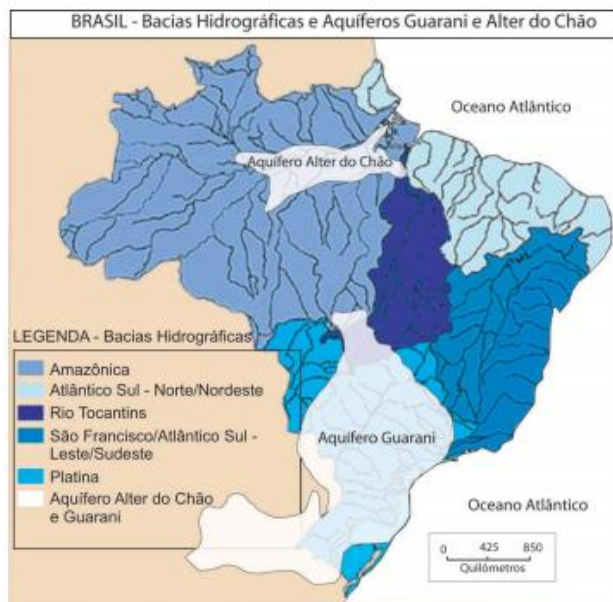 BRASIL - Bacias Hidrográficas e Aquíferos Guarani e Alter do Chão
Oceano Atlântico
Aquífero Alter do Chão
LEGENDA - Bacias Hidrográficas
Amazônica
Atlântico Sul - Norte/Nordeste
Rio Tocantins
São Francisco/Atlântico Sul -
Leste/Sudeste
Platina
Aquífero Alter do Chão
e Guarani
Aquífero Guarani
Oceano Atlântico
0 425 850
Quilômetros